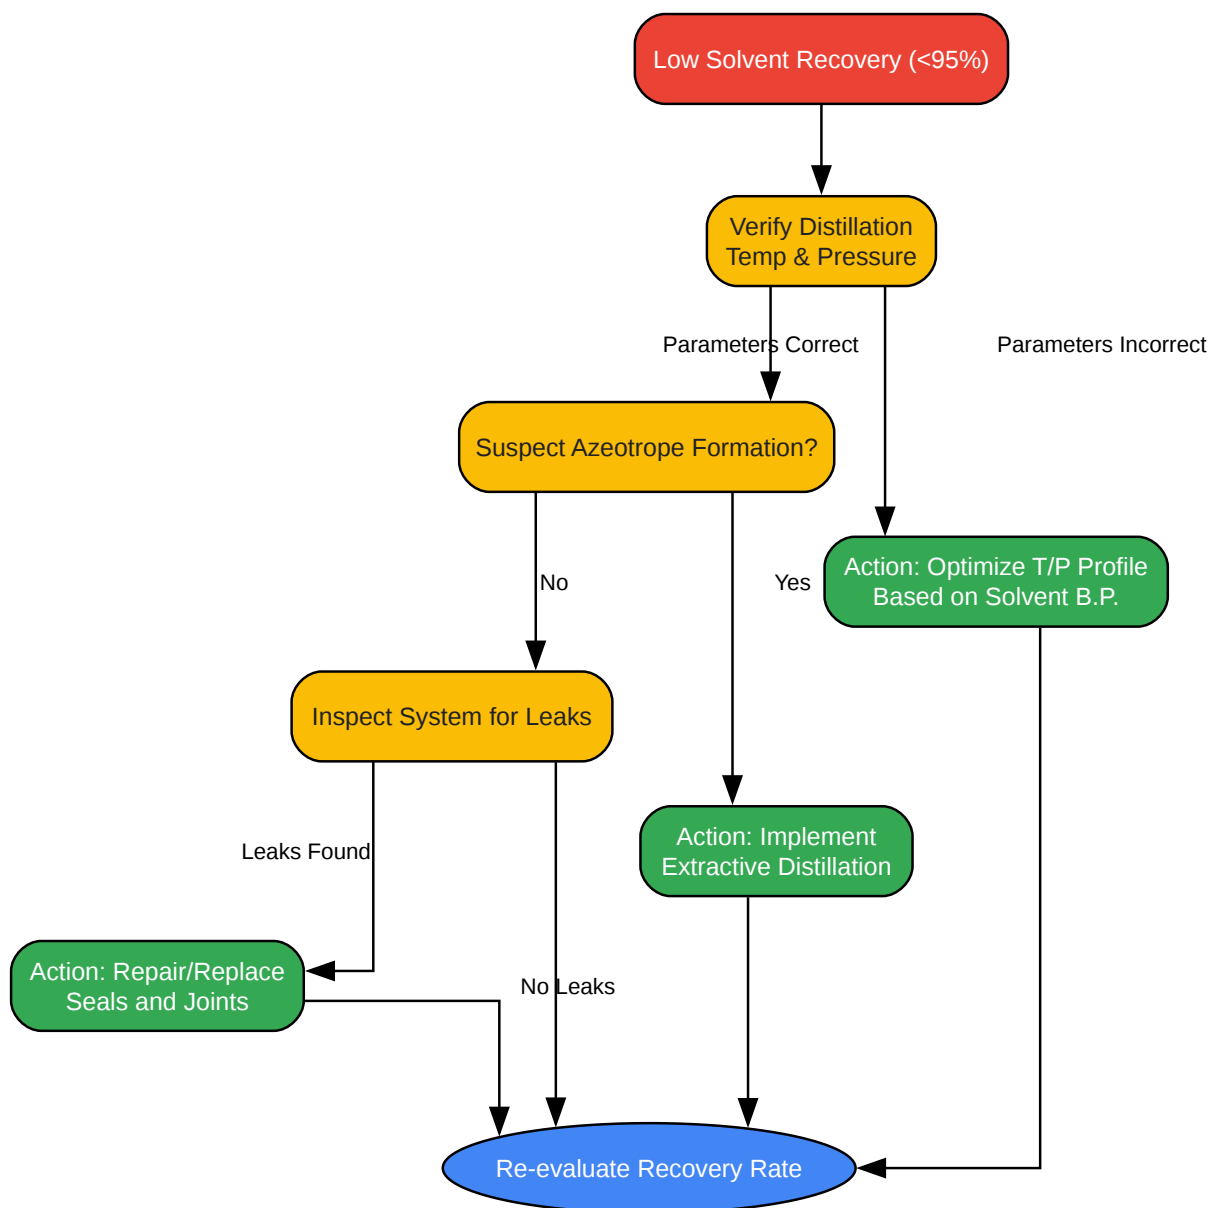 Low Solvent Recovery (<95%)
Verify Distillation
Temp & Pressure
Parameters Correct
Parameters Incorrect
Suspect Azeotrope Formation?
No
Yes
Action: Optimize T/P Profile
Based on Solvent B.P.
Inspect System for Leaks
Leaks Found
Action: Implement
Extractive Distillation
Action: Repair/Replace
Seals and Joints
No Leaks
Re-evaluate Recovery Rate